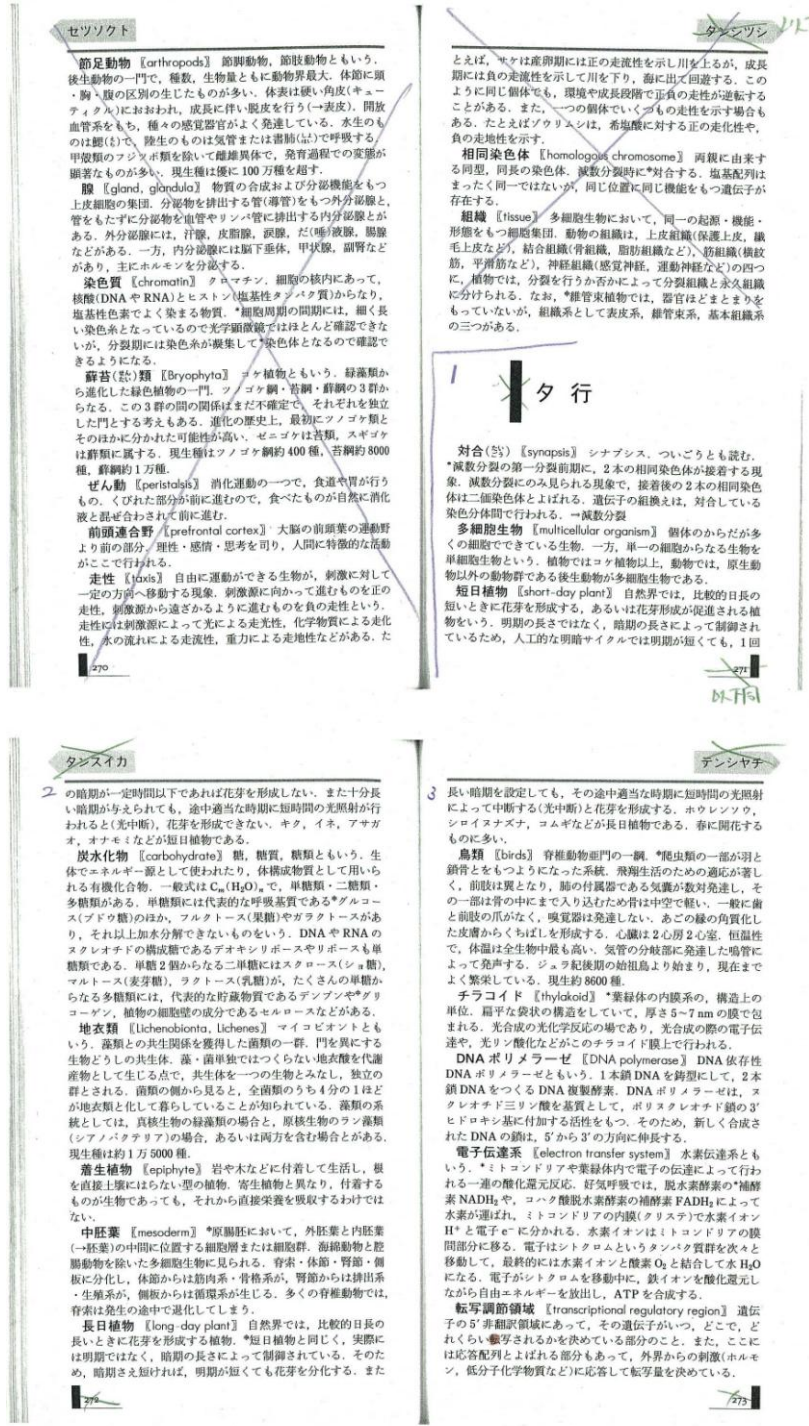 セツソクト
節足動物 〖arthropods〗 節脚動物，節肢動物ともいう．
後生動物の一門で，種数，生物量ともに動物界最大．体節に頭
・胸・腹の区別の生じたものが多い．体表は硬い角皮(キュー
ティクル)におおわれ，成長に伴い脱皮を行う(→表皮)．開放
血管系をもち，種々の感覚器官がよく発達している．水生のも
のは鰓(えら)で，陸生のものは気管または書肺(しょはい)で呼吸する．
甲殻類のフジツボ類を除いて雌雄異体で，発育過程での変態が
顕著なものが多い．現生種は優に 100 万種を超す．
腺 〖gland, glandula〗 物質の合成および分泌機能をもつ
上皮細胞の集団．分泌物を排出する管(導管)をもつ外分泌腺と，
管をもたずに分泌物を血管やリンパ管に排出する内分泌腺とが
ある．外分泌腺には，汗腺，皮脂腺，涙腺，だ(唾)液腺，腸腺
などがある．一方，内分泌腺には脳下垂体，甲状腺，副腎など
があり，主にホルモンを分泌する．
染色質 〖chromatin〗 クロマチン．細胞の核内にあって，
核酸(DNA や RNA)とヒストン(塩基性タンパク質)からなり，
塩基性色素でよく染まる物質．*細胞周期の間期には，細く長
い染色糸となっているので光学顕微鏡ではほとんど確認できな
いが，分裂期には染色糸が凝集して*染色体となるので確認で
きるようになる．
蘚苔(せんたい)類 〖Bryophyta〗 コケ植物ともいう．緑藻類か
ら進化した緑色植物の一門．ツノゴケ綱・苔綱・蘚綱の３群か
らなる．この３群の間の関係はまだ不確定で，それぞれを独立
した門とする考えもある．進化の歴史上，最初にツノゴケ類と
そのほかに分かれた可能性が高い．ゼニゴケは苔類，スギゴケ
は蘚類に属する．現生種はツノゴケ綱約 400 種，苔綱約 8000
種，蘚綱約１万種．
ぜん動 〖peristalsis〗 消化運動の一つで，食道や胃が行う
もの．くびれた部分が前に進むので，食べたものが自然に消化
液と混ぜ合わされて前に進む．
前頭連合野 〖prefrontal cortex〗 大脳の前頭葉の運動野
より前の部分．理性・感情・思考を司り，人間に特徴的な活動
がここで行われる．
走性 〖taxis〗 自由に運動ができる生物が，刺激に対して
一定の方向へ移動する現象．刺激源に向かって進むものを正の
走性，刺激源から遠ざかるように進むものを負の走性という．
走性には刺激源によって光による走光性，化学物質による走化
性，水の流れによる走流性，重力による走地性などがある．た
270
タンシツシ
とえば，サケは産卵期には正の走流性を示し川を上るが，成長
期には負の走流性を示して川を下り，海に出て回遊する．この
ように同じ個体でも，環境や成長段階で正負の走性が逆転する
ことがある．また，一つの個体でいくつもの走性を示す場合も
ある．たとえばゾウリムシは，希塩酸に対する正の走化性や，
負の走地性を示す．
相同染色体 〖homologous chromosome〗 両親に由来す
る同型，同長の染色体．減数分裂時に*対合する．塩基配列は
まったく同一ではないが，同じ位置に同じ機能をもつ遺伝子が
存在する．
組織 〖tissue〗 多細胞生物において，同一の起源・機能・
形態をもつ細胞集団．動物の組織は，上皮組織(保護上皮，繊
毛上皮など)，結合組織(骨組織，脂肪組織など)，筋組織(横紋
筋，平滑筋など)，神経組織(感覚神経，運動神経など)の四つ
に，植物では，分裂を行うか否かによって分裂組織と永久組織
に分けられる．なお，*維管束植物では，器官ほどまとまりを
もっていないが，組織系として表皮系，維管束系，基本組織系
の三つがある．
1
タ 行
対合(たいごう) 〖synapsis〗 シナプシス．ついごうとも読む．
*減数分裂の第一分裂前期に，２本の相同染色体が接着する現
象．減数分裂にのみ見られる現象で，接着後の２本の相同染色
体は二価染色体とよばれる．遺伝子の組換えは，対合している
染色分体間で行われる．→減数分裂
多細胞生物 〖multicellular organism〗 個体のからだが多
くの細胞でできている生物．一方，単一の細胞からなる生物を
単細胞生物という．植物ではコケ植物以上，動物では，原生動
物以外の動物群である後生動物が多細胞生物である．
短日植物 〖short-day plant〗 自然界では，比較的日長の
短いときに花芽を形成する，あるいは花芽形成が促進される植
物をいう．明期の長さではなく，暗期の長さによって制御され
ているため，人工的な明暗サイクルでは明期が短くても，１回
271
タンスイカ
2
の暗期が一定時間以下であれば花芽を形成しない．また十分長
い暗期が与えられても，途中適当な時期に短時間の光照射が行
われると(光中断)，花芽を形成できない．キク，イネ，アサガ
オ，オナモミなどが短日植物である．
炭水化物 〖carbohydrate〗 糖，糖質，糖類ともいう．生
体でエネルギー源として使われたり，体構成物質として用いら
れる有機化合物．一般式は Cm(H2O)n で，単糖類・二糖類・
多糖類がある．単糖類には代表的な呼吸基質である*グルコー
ス(ブドウ糖)のほか，フルクトース(果糖)やガラクトースがあ
り，それ以上加水分解できないものをいう．DNA や RNA の
ヌクレオチドの構成糖であるデオキシリボースやリボースも単
糖類である．単糖２個からなる二単糖にはスクロース(ショ糖)，
マルトース(麦芽糖)，ラクトース(乳糖)が，たくさんの単糖か
らなる多糖類には，代表的な貯蔵物質であるデンプンや*グリ
コーゲン，植物の細胞壁の成分であるセルロースなどがある．
地衣類 〖Lichenobionta, Lichenes〗 マイコビオントとも
いう．藻類との共生関係を獲得した菌類の一群．門を異にする
生物どうしの共生体．藻・菌単独ではつくらない地衣酸を代謝
産物として生じる点で，共生体を一つの生物とみなし，独立の
群とされる．菌類の側から見ると，全菌類のうち４分の１ほど
が地衣類と化して暮らしていることが知られている．藻類の系
統としては，真核生物の緑藻類の場合と，原核生物のラン藻類
(シアノバクテリア)の場合，あるいは両方を含む場合とがある．
現生種は約１万 5000 種．
着生植物 〖epiphyte〗 岩や木などに付着して生活し，根
を直接土壌にはらない型の植物．寄生植物と異なり，付着する
ものが生物であっても，それから直接栄養を吸収するわけでは
ない．
中胚葉 〖mesoderm〗 *原腸胚において，外胚葉と内胚葉
(→胚葉)の中間に位置する細胞層または細胞群．海綿動物と腔
腸動物を除いた多細胞生物に見られる．脊索・体節・腎節・側
板に分化し，体節からは筋肉系・骨格系が，腎節からは排出系
・生殖系が，側板からは循環系が生じる．多くの脊椎動物では，
脊索は発生の途中で退化してしまう．
長日植物 〖long-day plant〗 自然界では，比較的日長の
長いときに花芽を形成する植物．*短日植物と同じく，実際に
は明期ではなく，暗期の長さによって制御されている．そのた
め，暗期さえ短ければ，明期が短くても花芽を分化する．また
272
デンシヤチ
3
長い暗期を設定しても，その途中適当な時期に短時間の光照射
によって中断する(光中断)と花芽を形成する．ホウレンソウ，
シロイヌナズナ，コムギなどが長日植物である．春に開花する
ものに多い．
鳥類 〖birds〗 脊椎動物亜門の一綱．*爬虫類の一部が羽と
鎖骨とをもつようになった系統．飛翔生活のための適応が著し
く，前肢は翼となり，肺の付属器である気嚢が数対発達し，そ
の一部は骨の中にまで入り込むため骨は中空で軽い．一般に歯
と前肢の爪がなく，嗅覚器は発達しない．あごの縁の角質化し
た皮膚からくちばしを形成する．心臓は２心房２心室．恒温性
で，体温は全生物中最も高い．気管の分岐部に発達した鳴管に
よって発声する．ジュラ紀後期の始祖鳥より始まり，現在まで
よく繁栄している．現生約 8600 種．
チラコイド 〖thylakoid〗 *葉緑体の内膜系の，構造上の
単位．扁平な袋状の構造をしていて，厚さ 5~7 nm の膜で包
まれる．光合成の光化学反応の場であり，光合成の際の電子伝
達や，光リン酸化などがこのチラコイド膜上で行われる．
DNA ポリメラーゼ 〖DNA polymerase〗 DNA 依存性
DNA ポリメラーゼともいう．１本鎖 DNA を鋳型にして，２本
鎖 DNA をつくる DNA 複製酵素．DNA ポリメラーゼは，ヌ
クレオチド三リン酸を基質として，ポリヌクレオチド鎖の 3′
ヒドロキシ基に付加する活性をもつ．そのため，新しく合成さ
れた DNA の鎖は，5′から 3′の方向に伸長する．
電子伝達系 〖electron transfer system〗 水素伝達系とも
いう．*ミトコンドリアや葉緑体内で電子の伝達によって行わ
れる一連の酸化還元反応．好気呼吸では，脱水素酵素の*補酵
素 NADH2 や，コハク酸脱水素酵素の補酵素 FADH2 によって
水素が運ばれ，ミトコンドリアの内膜(クリステ)で水素イオン
H+ と電子 e− に分かれる．水素イオンはミトコンドリアの膜
間部分に移る．電子はシトクロムというタンパク質群を次々と
移動して，最終的には水素イオンと酸素 O2 と結合して水 H2O
になる．電子がシトクロムを移動中に，鉄イオンを酸化還元し
ながら自由エネルギーを放出し，ATP を合成する．
転写調節領域 〖transcriptional regulatory region〗 遺伝
子の 5′非翻訳領域にあって，その遺伝子がいつ，どこで，ど
れくらい転写されるかを決めている部分のこと．また，ここに
は応答配列とよばれる部分もあって，外界からの刺激(ホルモ
ン，低分子化学物質など)に応答して転写量を決めている．
273